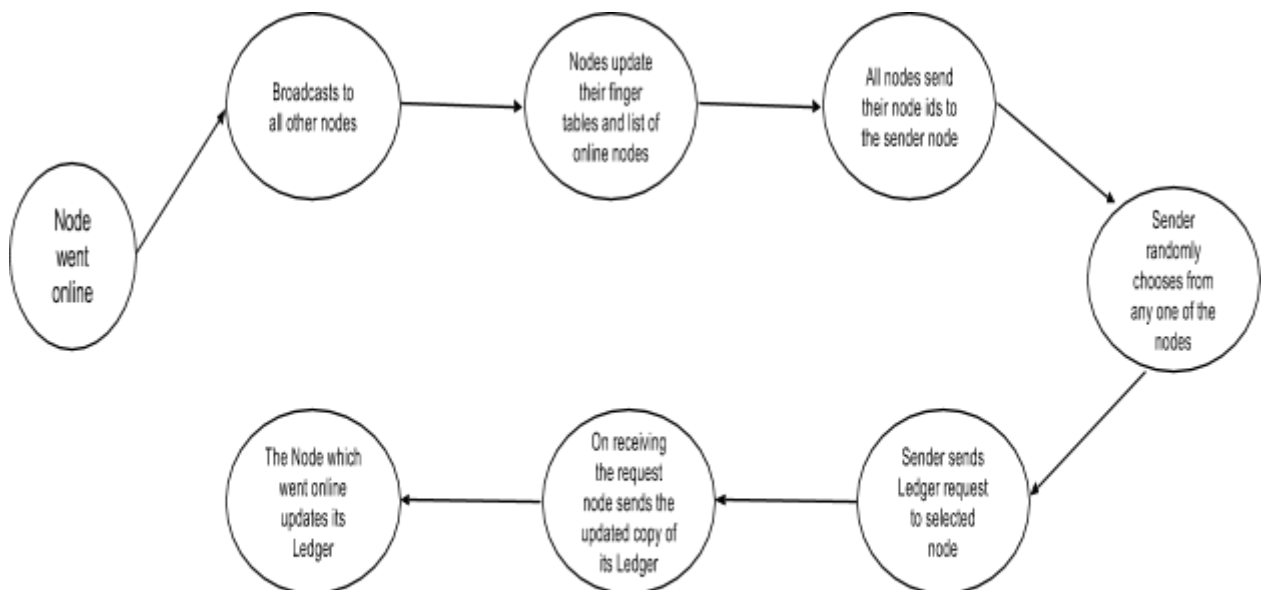 Node
went
online
Broadcasts to
all other nodes
Nodes update
their finger
tables and list of
online nodes
All nodes send
their node ids to
the sender node
Sender
randomly
chooses from
any one of the
nodes
Sender sends
Ledger request
to selected
node
On receiving
the request
node sends the
updated copy of
its Ledger
The Node which
went online
updates its
Ledger